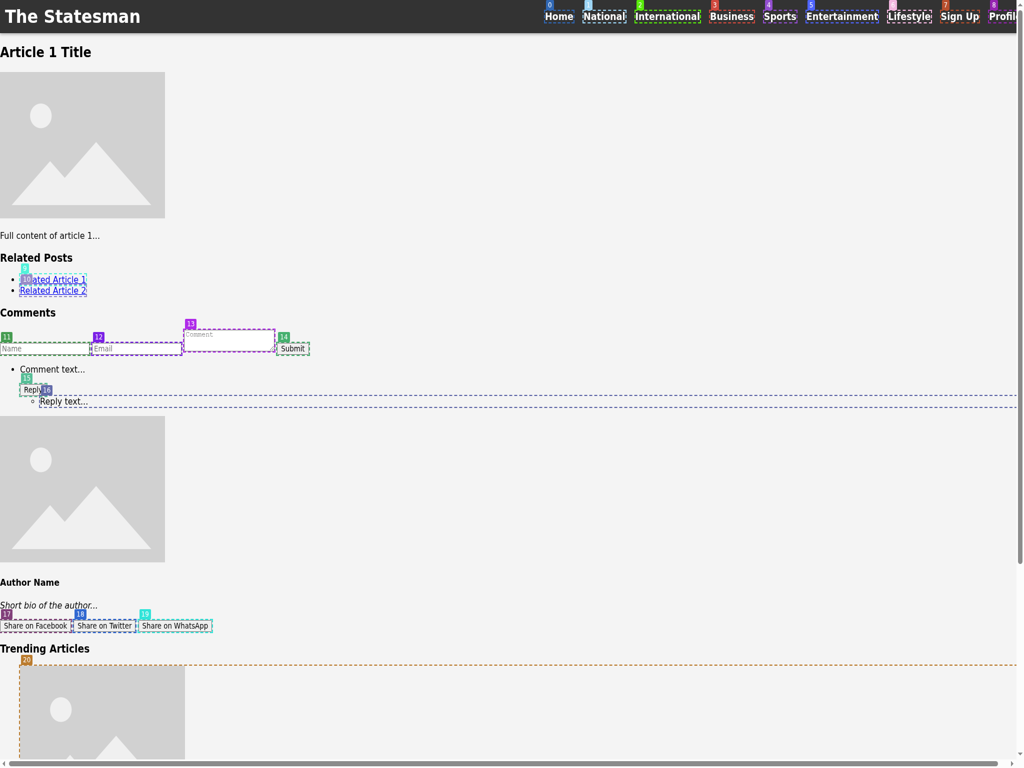 The Statesman
0 1 2 3 4 5 6 7 8
Home National International Business Sports Entertainment Lifestyle Sign Up
Article 1 Title
Full content of article 1...
Related Posts
9
10
Related Article 1
Related Article 2
Comments
11 12 13 14
Name Email Comment Submit
Comment text...
15
Reply
16
Reply text...
Author Name
Short bio of the author...
17 18 19
Share on Facebook Share on Twitter Share on WhatsApp
Trending Articles
20